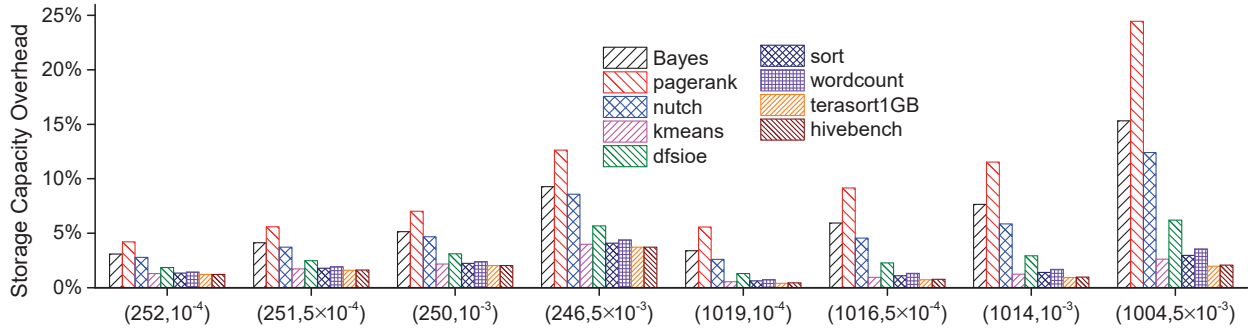 Storage Capacity Overhead
25%
20%
15%
10%
5%
0%
Bayes
pagerank
nutch
kmeans
dfsioe
sort
wordcount
terasort1GB
hivebench
(252,10⁻⁴)
(251,5×10⁻⁴)
(250,10⁻³)
(246,5×10⁻³)
(1019,10⁻⁴)
(1016,5×10⁻⁴)
(1014,10⁻³)
(1004,5×10⁻³)